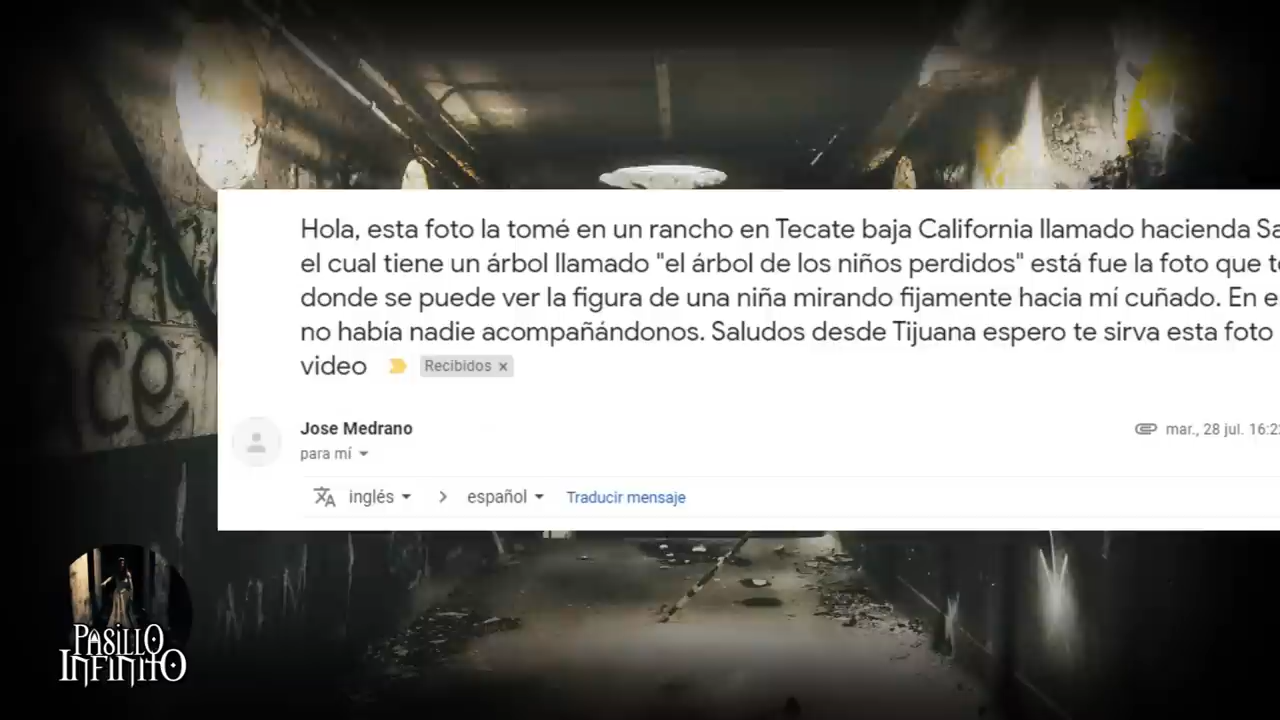 Hola, esta foto la tomé en un rancho en Tecate baja California llamado hacienda
el cual tiene un árbol llamado "el árbol de los niños perdidos" está fue la foto que
donde se puede ver la figura de una niña mirando fijamente hacia mí cuñado. En
no había nadie acompañándonos. Saludos desde Tijuana espero te sirva esta foto
video Recibidos ×
Jose Medrano
mar., 28 jul. 16:2
para mí
inglés > español Traducir mensaje
PASILLO
INFINITO